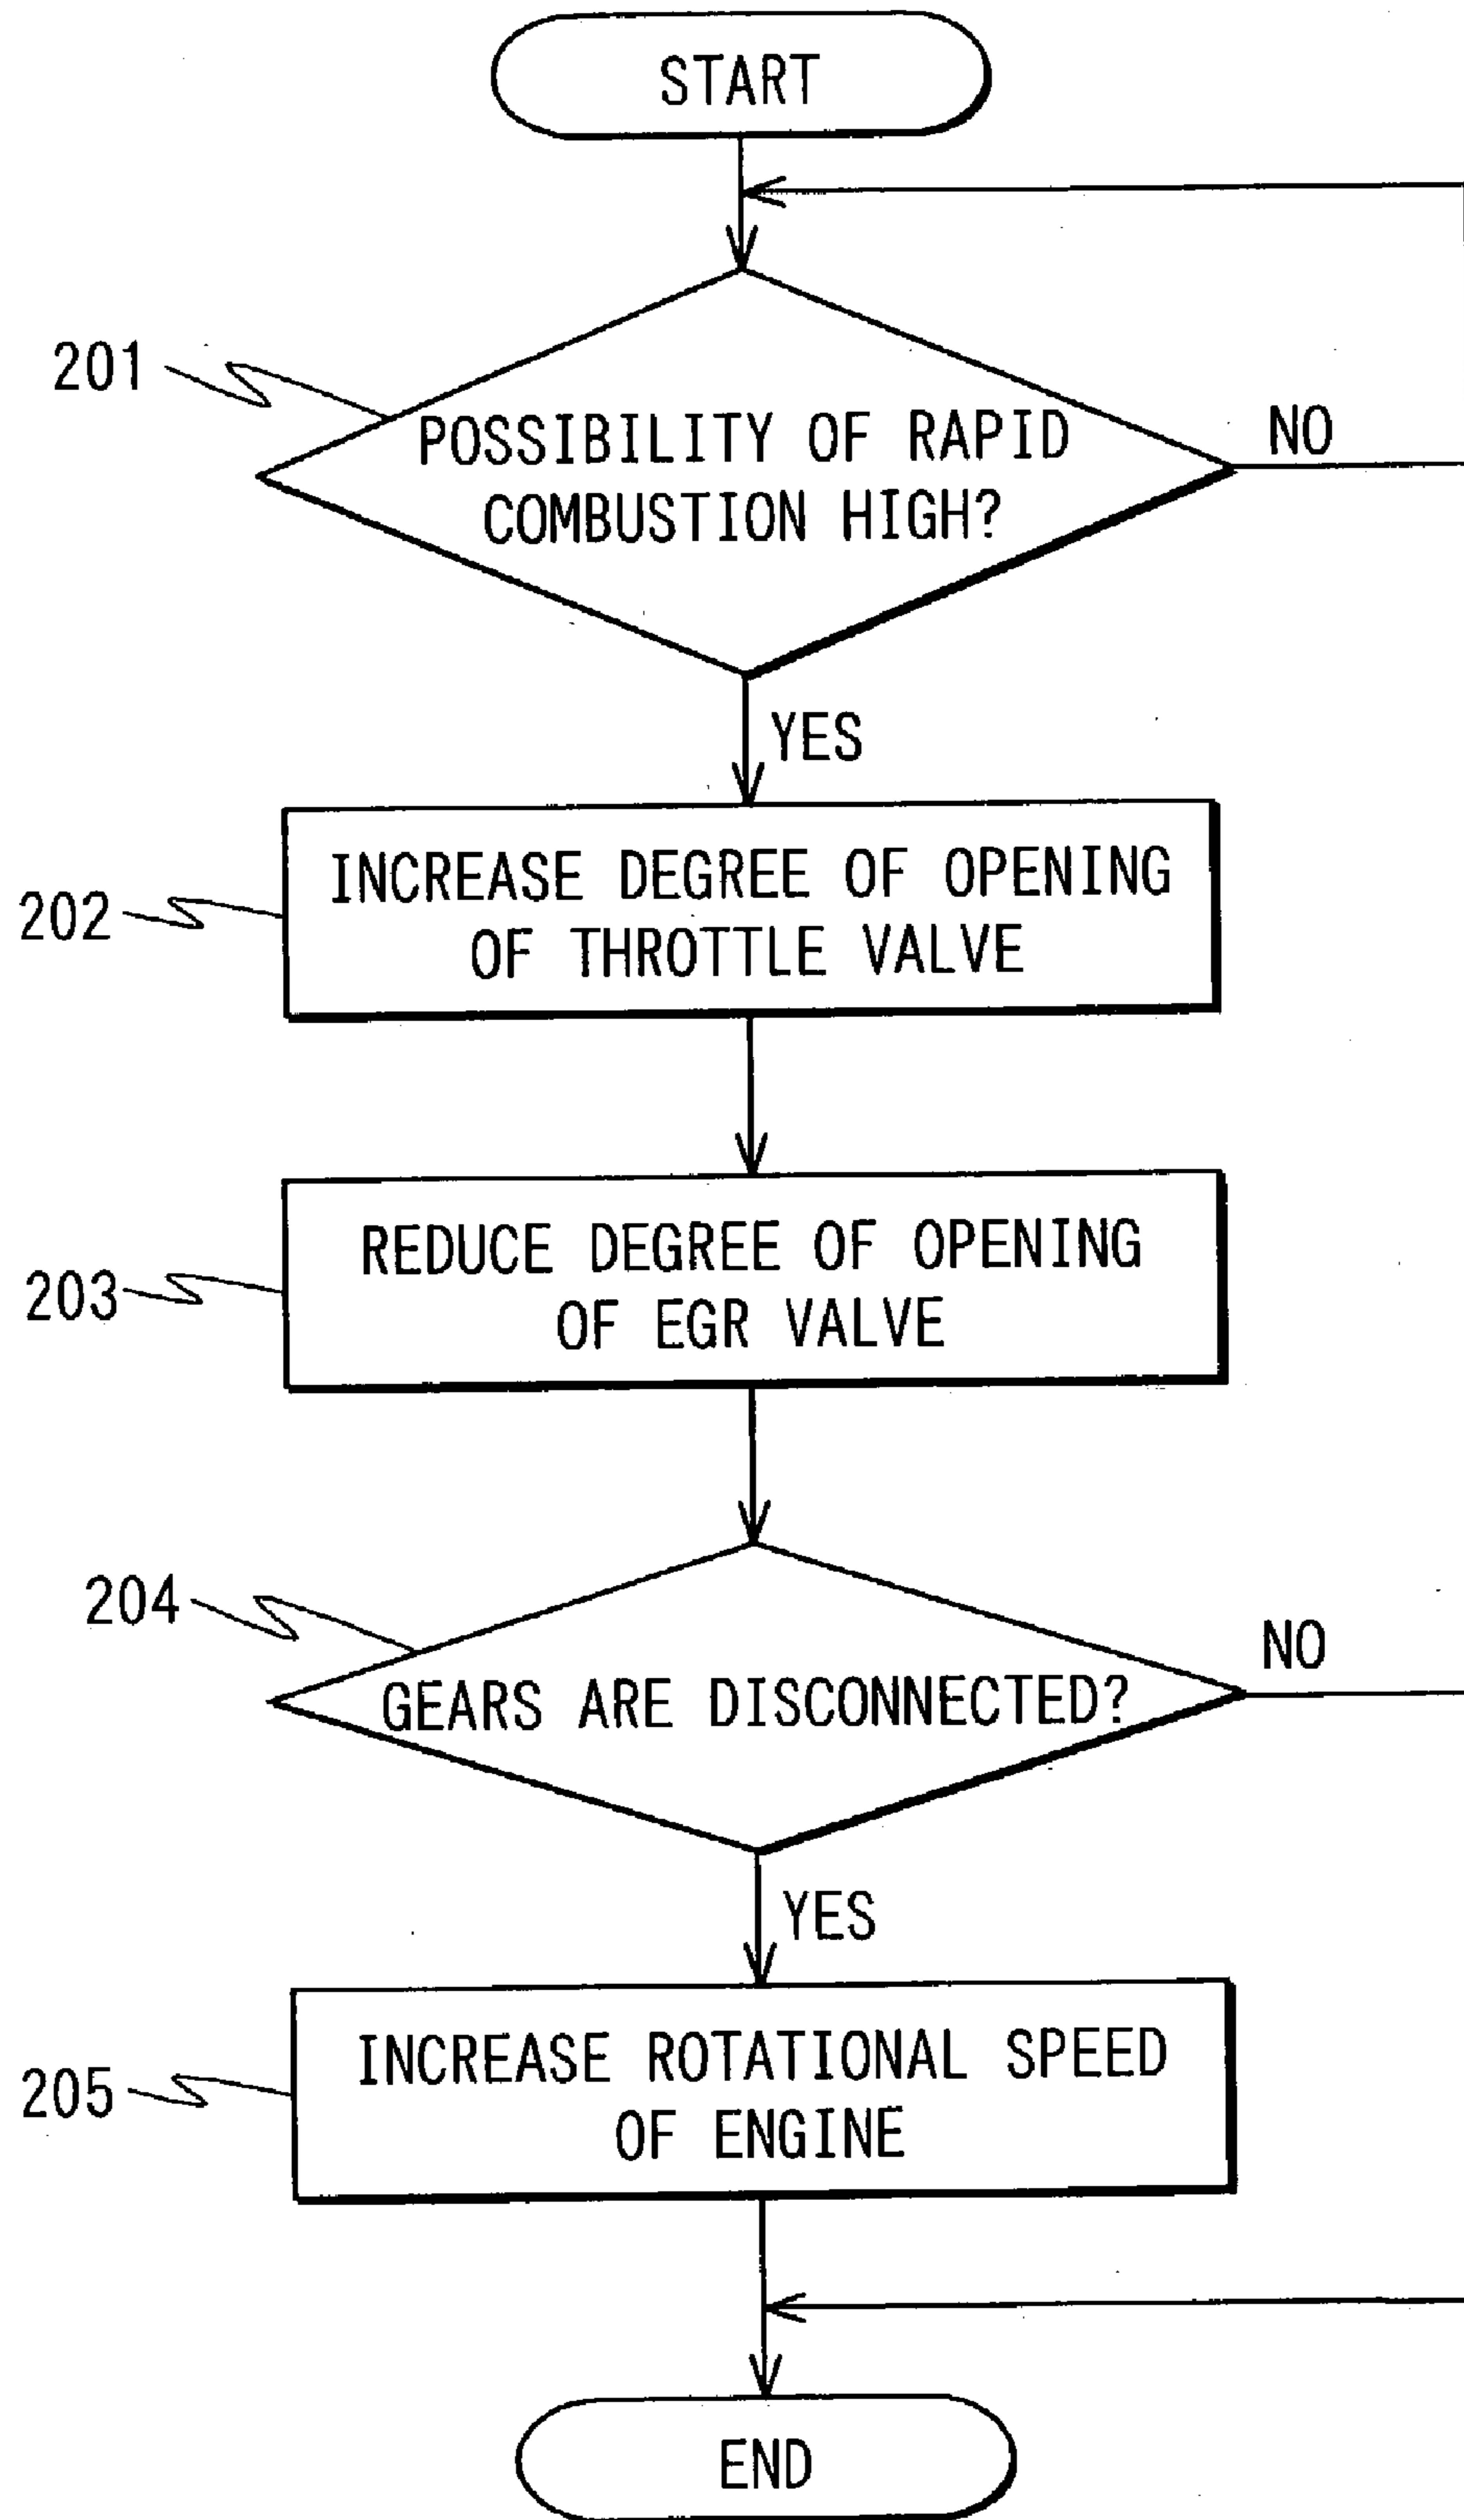 START
201
POSSIBILITY OF RAPID
COMBUSTION HIGH?
NO
YES
202
INCREASE DEGREE OF OPENING
OF THROTTLE VALVE
203
REDUCE DEGREE OF OPENING
OF EGR VALVE
204
GEARS ARE DISCONNECTED?
NO
YES
205
INCREASE ROTATIONAL SPEED
OF ENGINE
END